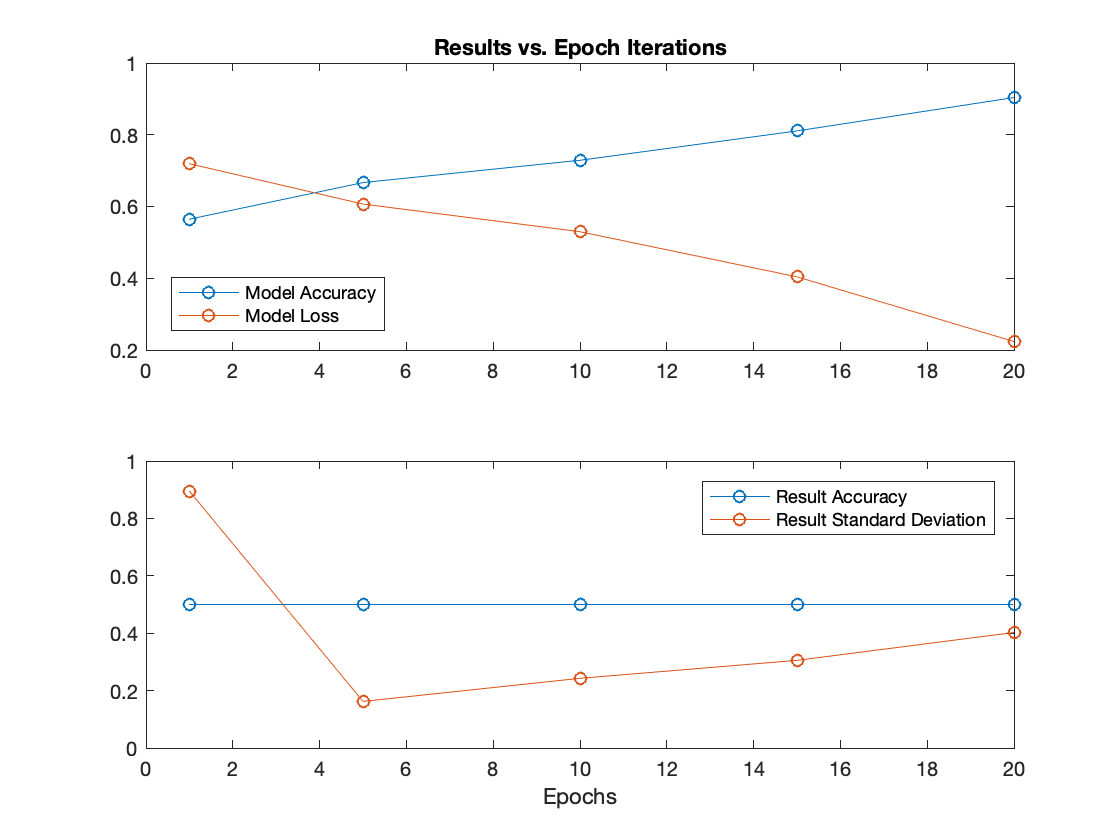 Results vs. Epoch Iterations
1
0.8
0.6
0.4
0.2
Model Accuracy
Model Loss
0 2 4 6 8 10 12 14 16 18 20
1
0.8
0.6
0.4
0.2
0
Result Accuracy
Result Standard Deviation
0 2 4 6 8 10 12 14 16 18 20
Epochs